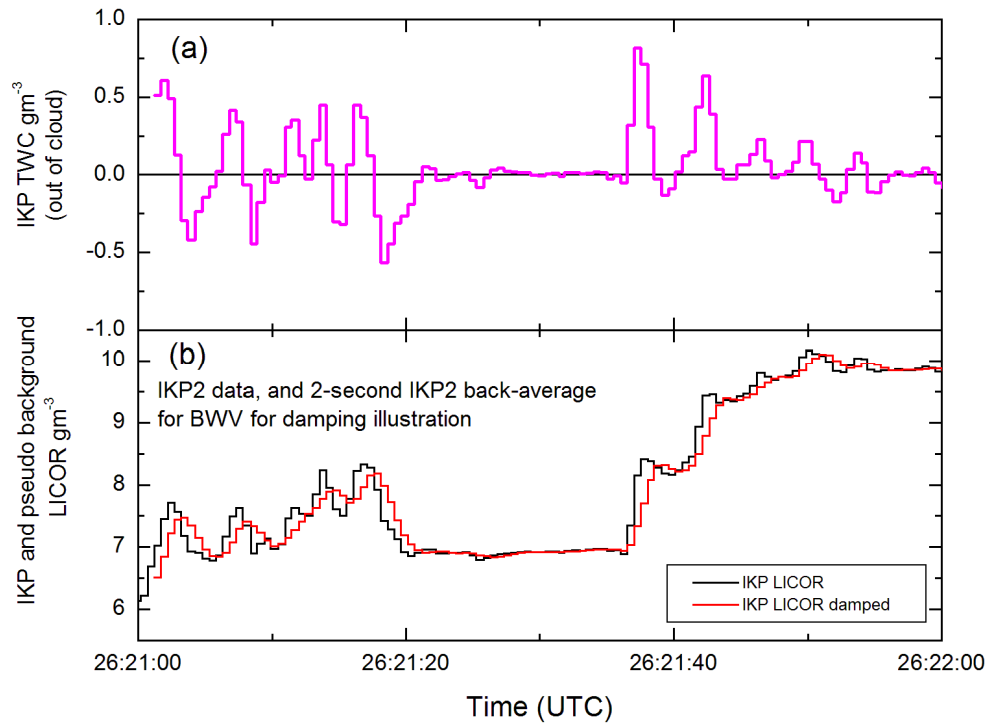 IKP TWC gm-3
(out of cloud)
1.0
0.5
0.0
-0.5
-1.0
(a)
IKP and pseudo background
LICOR gm-3
10
9
8
7
6
(b)
IKP2 data, and 2-second IKP2 back-average
for BWV for damping illustration
IKP LICOR
IKP LICOR damped
26:21:00
26:21:20
26:21:40
26:22:00
Time (UTC)